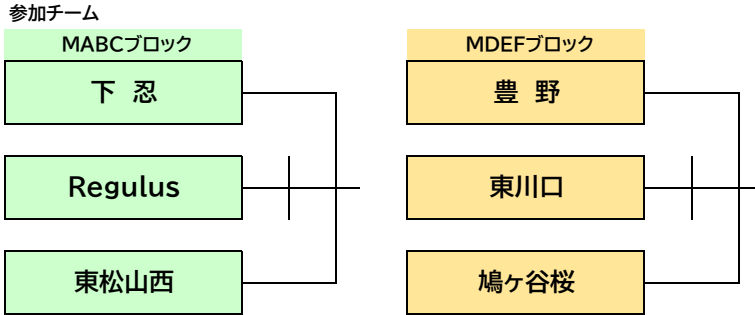 参加チーム
MABCブロック
下 忍
Regulus
東松山西
MDEFブロック
豊 野
東川口
鳩ヶ谷桜